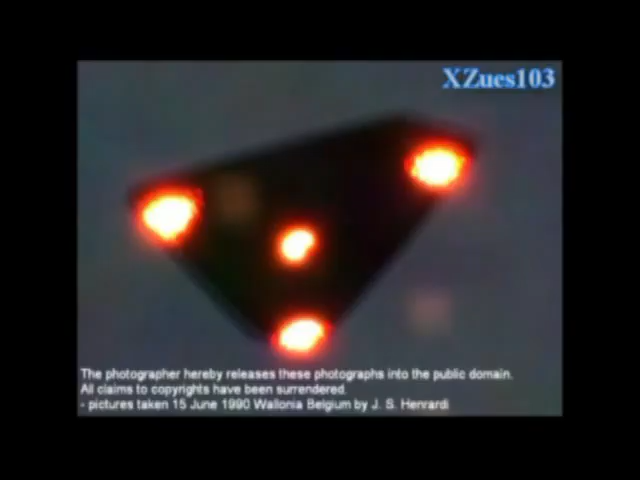 XZues103
The photographer hereby releases these photographs into the public domain.
All claims to copyrights have been surrendered.
- pictures taken 15 June 1990 Wallonia Belgium by J. S. Henrardi